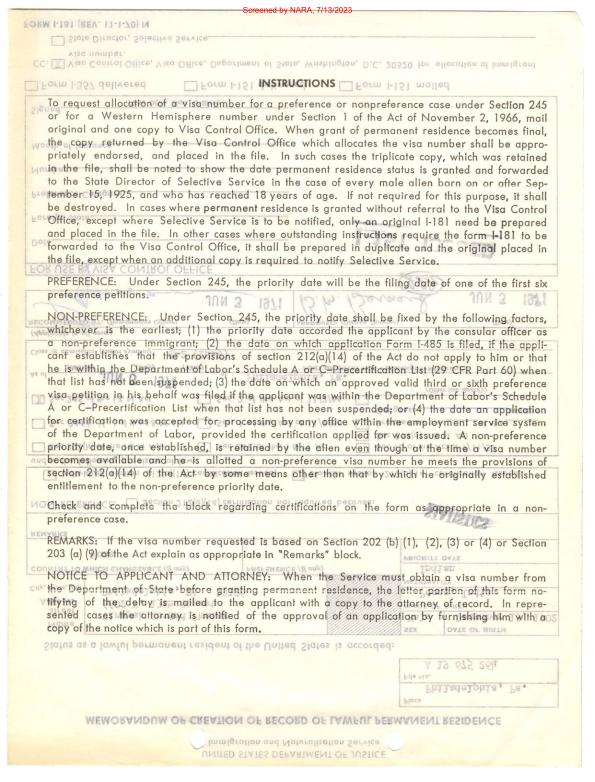 Screened by NARA, 7/13/2023
INSTRUCTIONS
To request allocation of a visa number for a preference or nonpreference case under Section 245
or for a Western Hemisphere number under Section 1 of the Act of November 2, 1966, mail
original and one copy to Visa Control Office. When grant of permanent residence becomes final,
the copy returned by the Visa Control Office which allocates the visa number shall be appro-
priately endorsed, and placed in the file. In such cases the triplicate copy, which was retained
in the file, shall be noted to show the date permanent residence status is granted and forwarded
to the State Director of Selective Service in the case of every male alien born on or after Sep-
tember 15, 1925, and who has reached 18 years of age. If not required for this purpose, it shall
be destroyed. In cases where permanent residence is granted without referral to the Visa Control
Office, except where Selective Service is to be notified, only an original I-181 need be prepared
and placed in the file. In other cases where outstanding instructions require the form I-181 to be
forwarded to the Visa Control Office, it shall be prepared in duplicate and the original placed in
the file, except when an additional copy is required to notify Selective Service.
PREFERENCE: Under Section 245, the priority date will be the filing date of one of the first six
preference petitions.
NON-PREFERENCE: Under Section 245, the priority date shall be fixed by the following factors,
whichever is the earliest; (1) the priority date accorded the applicant by the consular officer as
a non-preference immigrant; (2) the date on which application Form I-485 is filed, if the appli-
cant establishes that the provisions of section 212(a)(14) of the Act do not apply to him or that
he is within the Department of Labor's Schedule A or C–Precertification List (29 CFR Part 60) when
that list has not been suspended; (3) the date on which an approved valid third or sixth preference
visa petition in his behalf was filed if the applicant was within the Department of Labor's Schedule
A or C–Precertification List when that list has not been suspended; or (4) the date an application
for certification was accepted for processing by any office within the employment service system
of the Department of Labor, provided the certification applied for was issued. A non-preference
priority date, once established, is retained by the alien even though at the time a visa number
becomes available and he is allotted a non-preference visa number he meets the provisions of
section 212(a)(14) of the Act by some means other than that by which he originally established
entitlement to the non-preference priority date.
Check and complete the block regarding certifications on the form as appropriate in a non-
preference case.
REMARKS: If the visa number requested is based on Section 202 (b) (1), (2), (3) or (4) or Section
203 (a) (9) of the Act explain as appropriate in "Remarks" block.
NOTICE TO APPLICANT AND ATTORNEY: When the Service must obtain a visa number from
the Department of State before granting permanent residence, the letter portion of this form no-
tifying of the delay is mailed to the applicant with a copy to the attorney of record. In repre-
sented cases the attorney is notified of the approval of an application by furnishing him with a
copy of the notice which is part of this form.